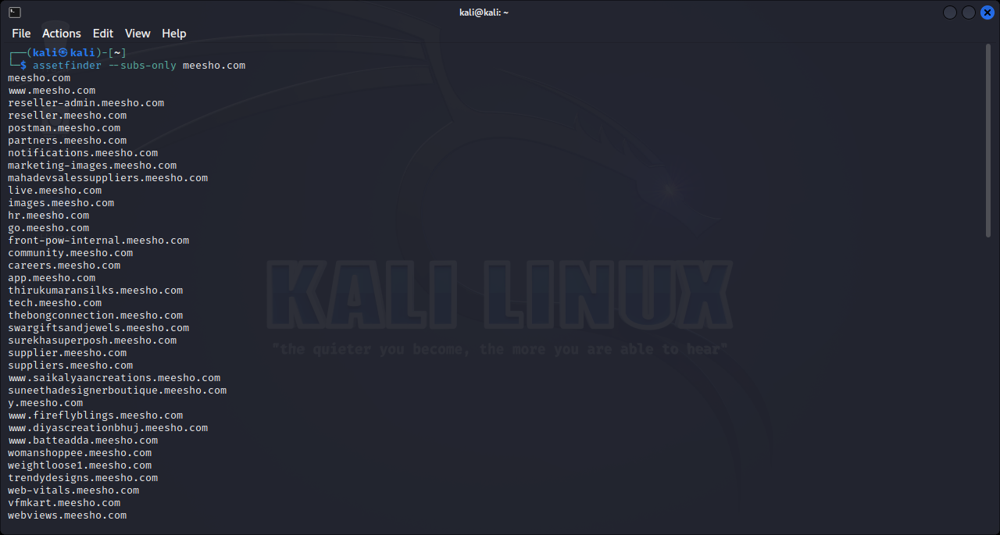 kali@kali: ~
File Actions Edit View Help
┌──(kali㉿kali)-[~]
└─$ assetfinder --subs-only meesho.com
meesho.com
www.meesho.com
reseller-admin.meesho.com
reseller.meesho.com
postman.meesho.com
partners.meesho.com
notifications.meesho.com
marketing-images.meesho.com
mahadevsalessuppliers.meesho.com
live.meesho.com
images.meesho.com
hr.meesho.com
go.meesho.com
front-pow-internal.meesho.com
community.meesho.com
careers.meesho.com
app.meesho.com
thirukumaransilks.meesho.com
tech.meesho.com
thebongconnection.meesho.com
swargiftsandjewels.meesho.com
surekhasuperposh.meesho.com
supplier.meesho.com
suppliers.meesho.com
www.saikalyaancreations.meesho.com
suneethadesignerboutique.meesho.com
y.meesho.com
www.fireflyblings.meesho.com
www.diyascreationbhuj.meesho.com
www.batteadda.meesho.com
womanshoppee.meesho.com
weightloose1.meesho.com
trendydesigns.meesho.com
web-vitals.meesho.com
vfmkart.meesho.com
webviews.meesho.com
KALI LINUX
"the quieter you become, the more you are able to hear"